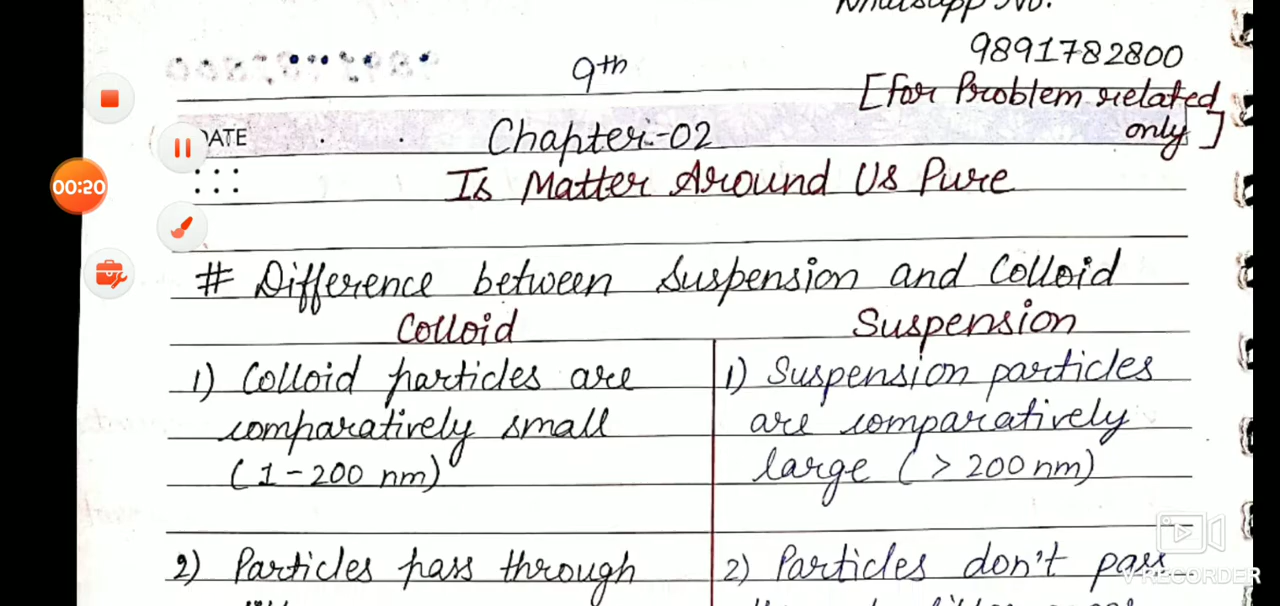 Whatsapp No.
9891782800
9th
[For Problem related
only]
DATE
Chapter-02
Is Matter Around Us Pure
00:20
# Difference between Suspension and Colloid
Colloid
Suspension
1) Colloid particles are
comparatively small
(1-200 nm)
1) Suspension particles
are comparatively
large (> 200 nm)
2) Particles pass through
2) Particles don't pass
V RECORDER